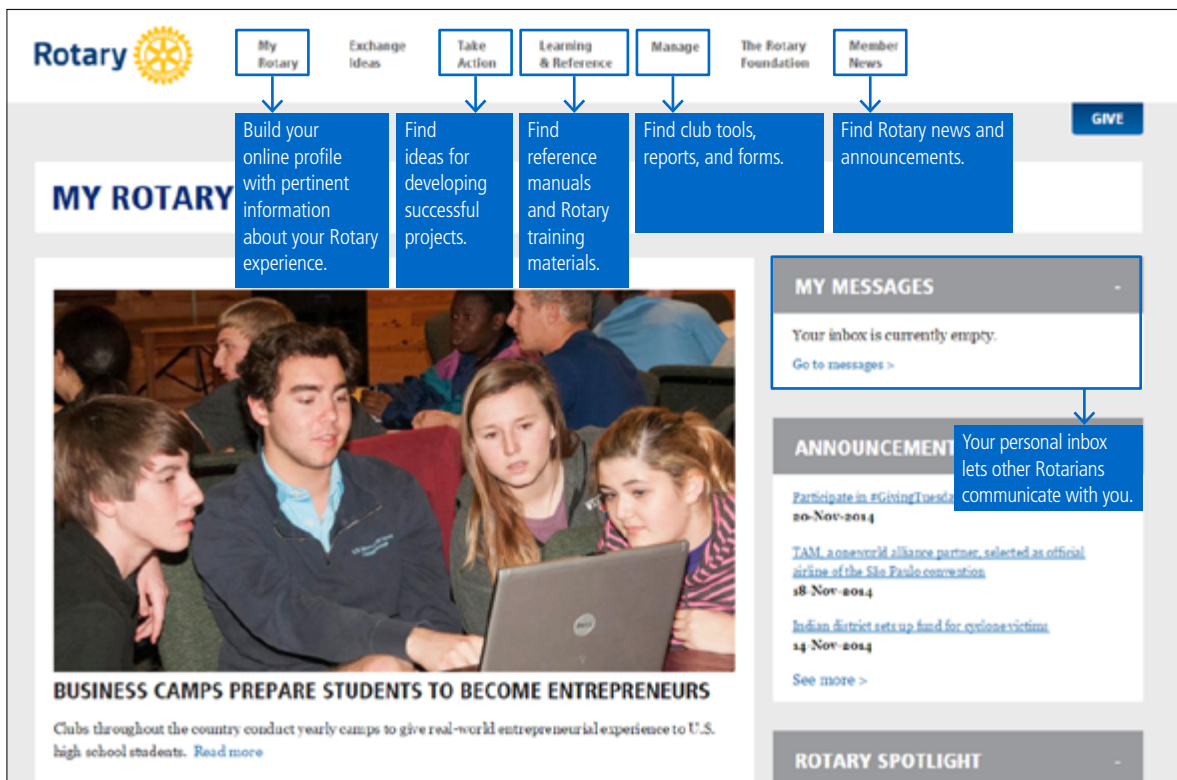 Rotary
My
Rotary
Exchange
Ideas
Take
Action
Learning
& Reference
Manage
The Rotary
Foundation
Member
News
Build your
online profile
with pertinent
information
about your Rotary
experience.
Find
ideas for
developing
successful
projects.
Find
reference
manuals
and Rotary
training
materials.
Find club tools,
reports, and forms.
Find Rotary news and
announcements.
GIVE
MY ROTARY
MY MESSAGES -
Your inbox is currently empty.
Go to messages >
Your personal inbox
lets other Rotarians
communicate with you.
ANNOUNCEMENT
Participate in #GivingTuesda
20-Nov-2014
TAM, a oneworld alliance partner, selected as official
airline of the São Paulo convention
18-Nov-2014
Indian district sets up fund for cyclone victims
14-Nov-2014
See more >
DELL
BUSINESS CAMPS PREPARE STUDENTS TO BECOME ENTREPRENEURS
Clubs throughout the country conduct yearly camps to give real-world entrepreneurial experience to U.S.
high school students. Read more
ROTARY SPOTLIGHT -